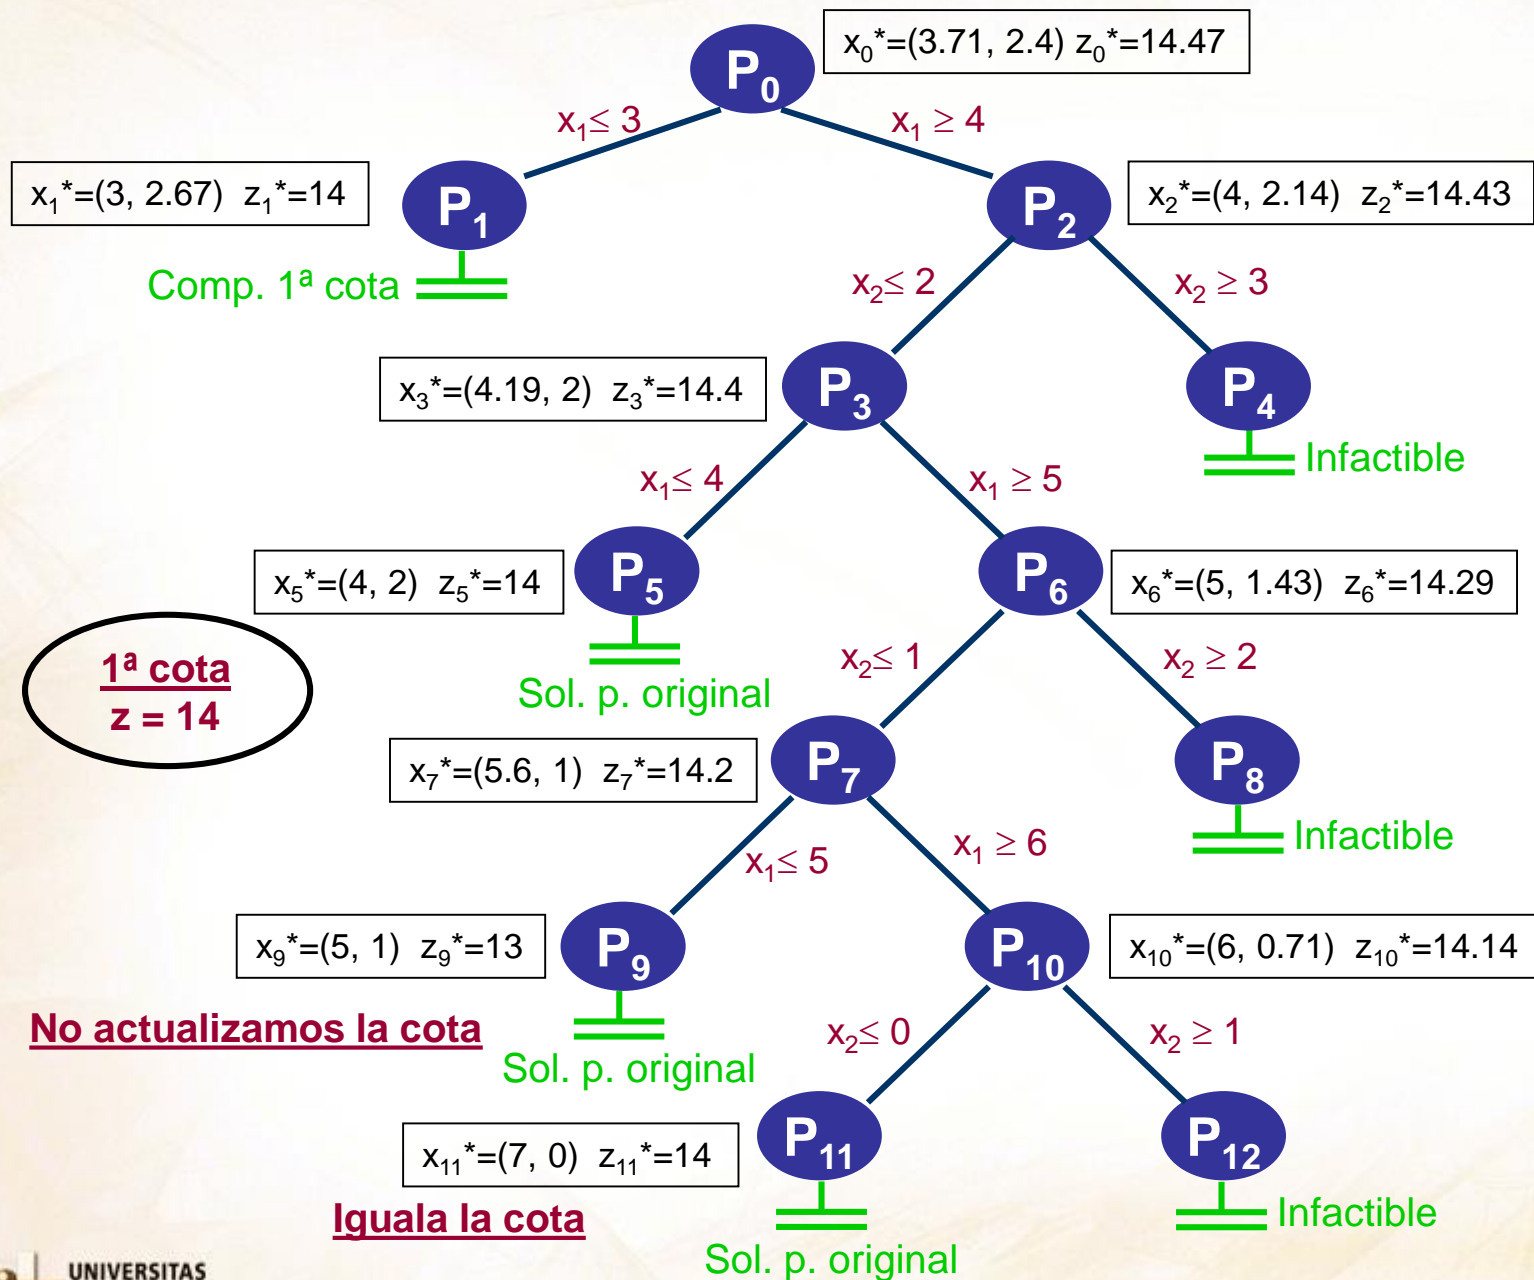 P₀
x₀*=(3.71, 2.4) z₀*=14.47
x₁≤ 3
x₁ ≥ 4
x₁*=(3, 2.67) z₁*=14
P₁
P₂
x₂*=(4, 2.14) z₂*=14.43
Comp. 1ª cota
x₂≤ 2
x₂ ≥ 3
x₃*=(4.19, 2) z₃*=14.4
P₃
P₄
Infactible
x₁≤ 4
x₁ ≥ 5
x₅*=(4, 2) z₅*=14
P₅
P₆
x₆*=(5, 1.43) z₆*=14.29
1ª cota
z = 14
Sol. p. original
x₂≤ 1
x₂ ≥ 2
x₇*=(5.6, 1) z₇*=14.2
P₇
P₈
Infactible
x₁≤ 5
x₁ ≥ 6
x₉*=(5, 1) z₉*=13
P₉
P₁₀
x₁₀*=(6, 0.71) z₁₀*=14.14
No actualizamos la cota
Sol. p. original
x₂≤ 0
x₂ ≥ 1
x₁₁*=(7, 0) z₁₁*=14
P₁₁
P₁₂
Iguala la cota
Infactible
Sol. p. original
UNIVERSITAS